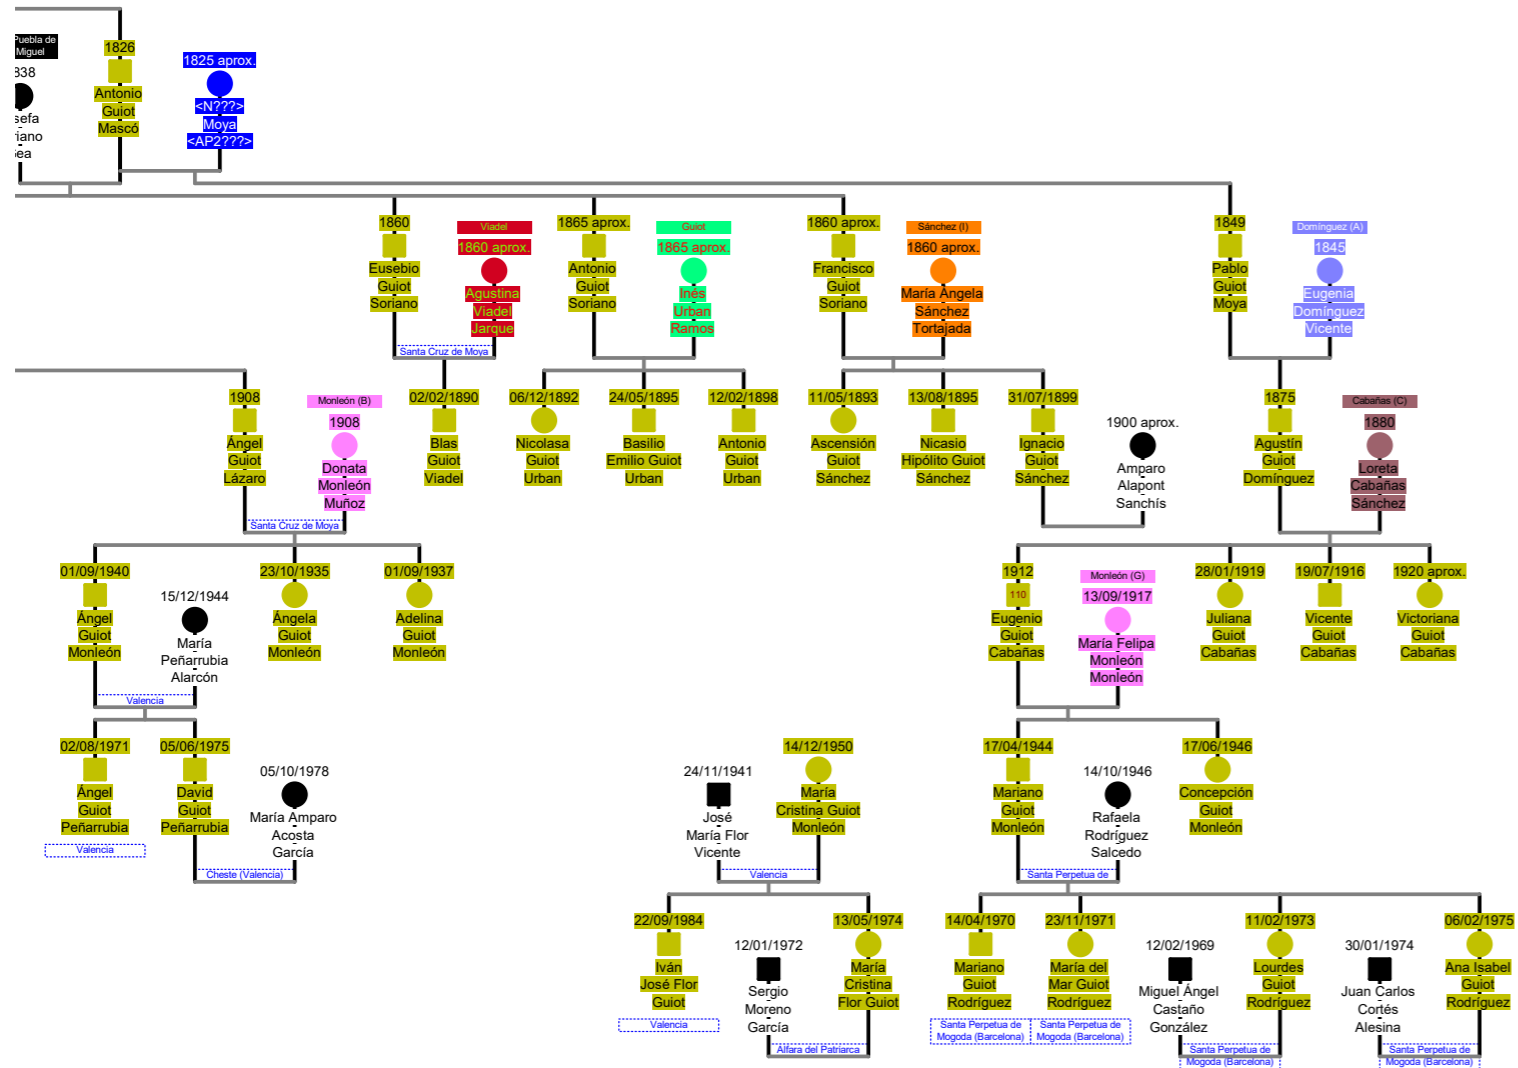 Puebla de
Miguel
838
sefa
riano
1826
Antonio
Guiot
Mascó
1825 aprox.
<N???>
Moya
<AP2???>
1860
Eusebio
Guiot
Soriano
Viadel
1860 aprox.
Agustina
Viadel
Jarque
Santa Cruz de Moya
1865 aprox.
Antonio
Guiot
Soriano
Guiot
1865 aprox.
Inés
Urban
Ramos
1860 aprox.
Francisco
Guiot
Soriano
Sánchez (I)
1860 aprox.
María Ángela
Sánchez
Tortajada
1849
Pablo
Guiot
Moya
Domínguez (A)
1845
Eugenia
Domínguez
Vicente
1908
Ángel
Guiot
Lázaro
Monleón (B)
1908
Donata
Monleón
Muñoz
Santa Cruz de Moya
02/02/1890
Blas
Guiot
Viadel
06/12/1892
Nicolasa
Guiot
Urban
24/05/1895
Basilio
Emilio Guiot
Urban
12/02/1898
Antonio
Guiot
Urban
11/05/1893
Ascensión
Guiot
Sánchez
13/08/1895
Nicasio
Hipólito Guiot
Sánchez
31/07/1899
Ignacio
Guiot
Sánchez
1900 aprox.
Amparo
Alapont
Sanchís
1875
Agustín
Guiot
Domínguez
Cabañas (C)
1880
Loreta
Cabañas
Sánchez
01/09/1940
Ángel
Guiot
Monleón
15/12/1944
María
Peñarrubia
Alarcón
Valencia
23/10/1935
Ángela
Guiot
Monleón
01/09/1937
Adelina
Guiot
Monleón
1912
110
Eugenio
Guiot
Cabañas
Monleón (G)
13/09/1917
María Felipa
Monleón
Monleón
28/01/1919
Juliana
Guiot
Cabañas
19/07/1916
Vicente
Guiot
Cabañas
1920 aprox.
Victoriana
Guiot
Cabañas
02/08/1971
Ángel
Guiot
Peñarrubia
Valencia
05/06/1975
David
Guiot
Peñarrubia
05/10/1978
María Amparo
Acosta
García
Cheste (Valencia)
24/11/1941
José
María Flor
Vicente
14/12/1950
María
Cristina Guiot
Monleón
Valencia
17/04/1944
Mariano
Guiot
Monleón
14/10/1946
Rafaela
Rodríguez
Salcedo
Santa Perpetua de
17/06/1946
Concepción
Guiot
Monleón
22/09/1984
Iván
José Flor
Guiot
Valencia
12/01/1972
Sergio
Moreno
García
13/05/1974
María
Cristina
Flor Guiot
Alfara del Patriarca
14/04/1970
Mariano
Guiot
Rodríguez
Santa Perpetua de
Mogoda (Barcelona)
23/11/1971
María del
Mar Guiot
Rodríguez
Santa Perpetua de
Mogoda (Barcelona)
12/02/1969
Miguel Ángel
Castaño
González
11/02/1973
Lourdes
Guiot
Rodríguez
Santa Perpetua de
Mogoda (Barcelona)
30/01/1974
Juan Carlos
Cortés
Alesina
06/02/1975
Ana Isabel
Guiot
Rodríguez
Santa Perpetua de
Mogoda (Barcelona)